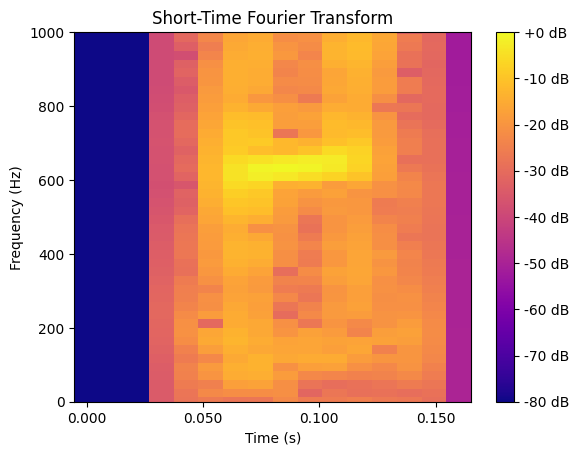 Short-Time Fourier Transform
1000
800
600
400
200
0
Frequency (Hz)
0.000
0.050
0.100
0.150
Time (s)
+0 dB
-10 dB
-20 dB
-30 dB
-40 dB
-50 dB
-60 dB
-70 dB
-80 dB